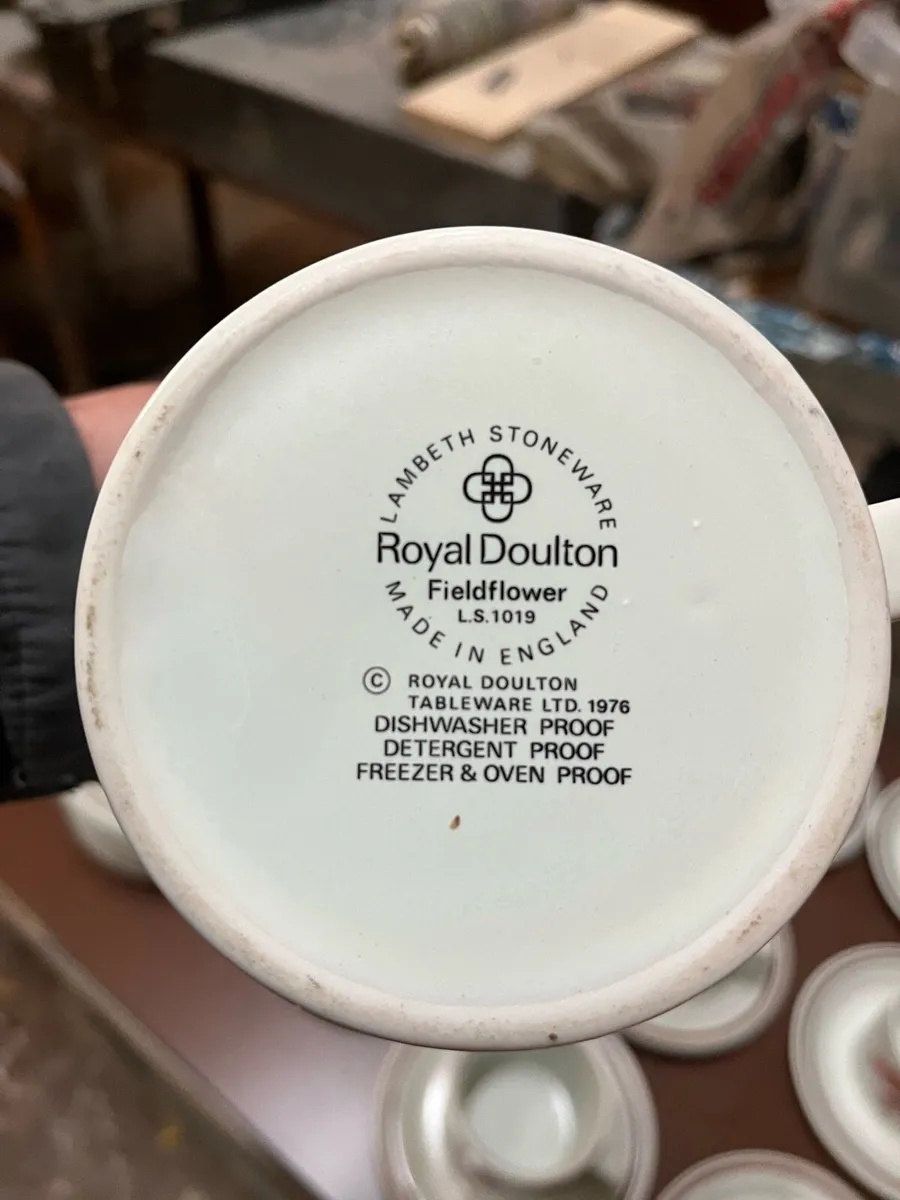 LAMBETH STONEWARE
Royal Doulton
Fieldflower
L.S.1019
MADE IN ENGLAND
© ROYAL DOULTON
TABLEWARE LTD. 1976
DISHWASHER PROOF
DETERGENT PROOF
FREEZER & OVEN PROOF